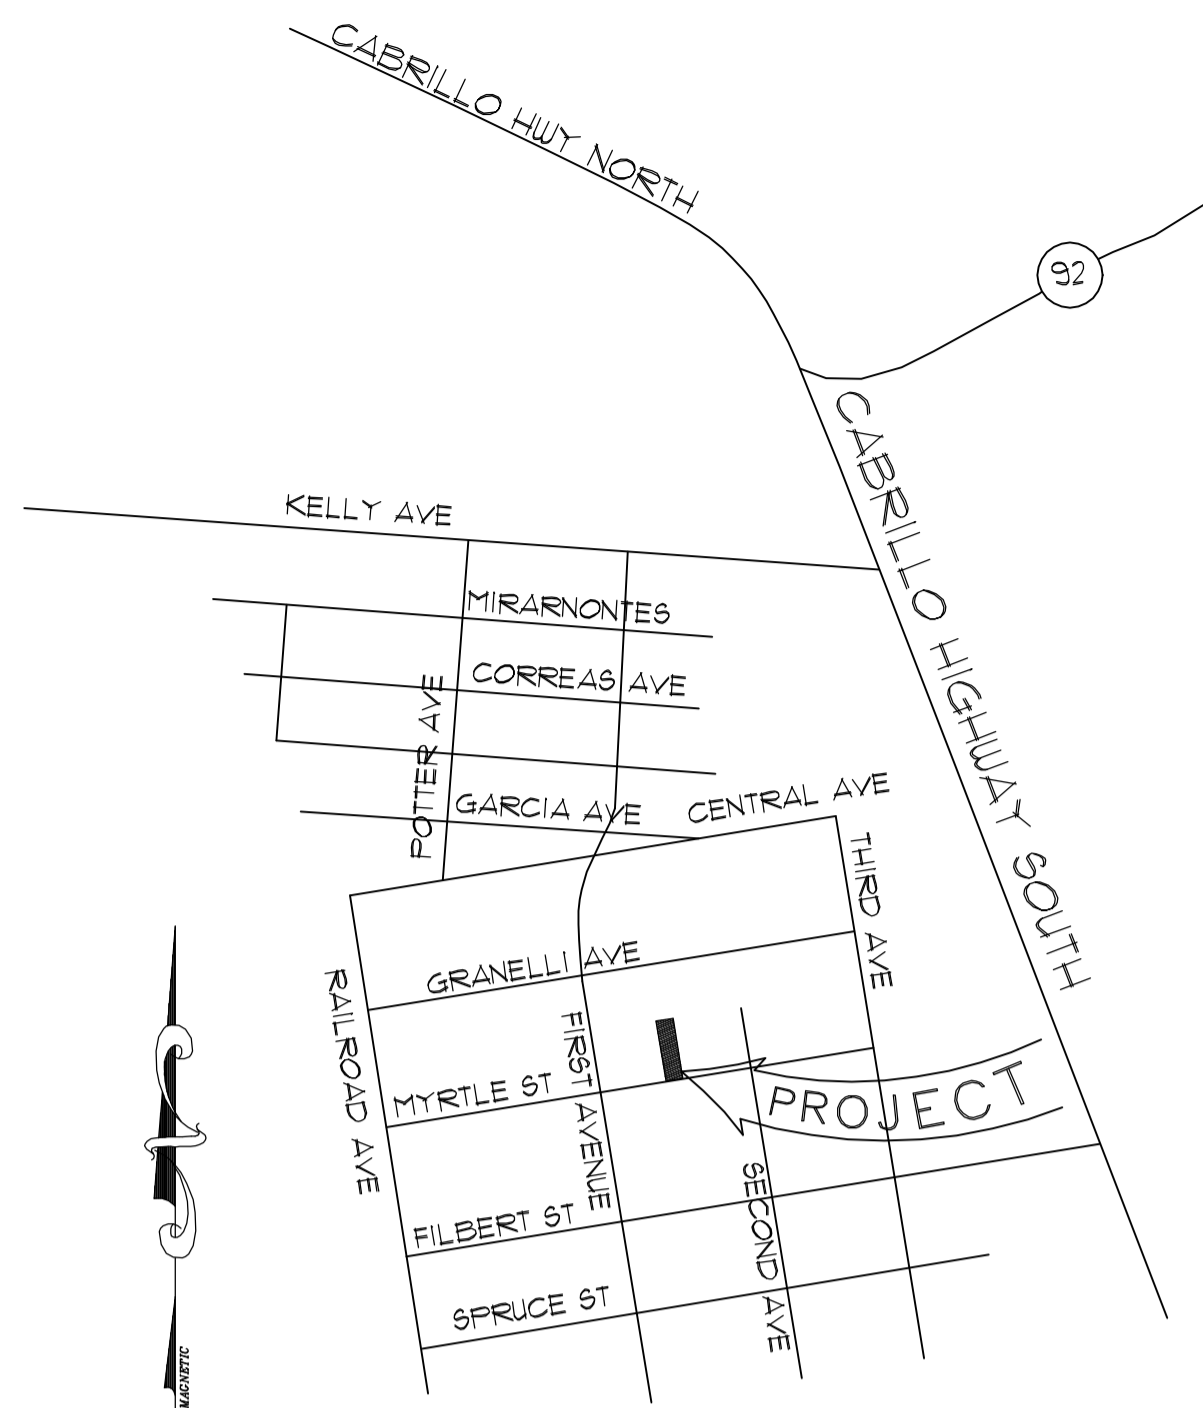 CABRILLO HWY NORTH
92
CABRILLO HIGHWAY SOUTH
KELLY AVE
MIRARNONTES
CORREAS AVE
POTTER AVE
GARCIA AVE
CENTRAL AVE
THIRD AVE
GRANELLI AVE
RAILROAD AVE
FIRST AVENUE
MYRTLE ST
PROJECT
SECOND AVE
FILBERT ST
SPRUCE ST
MAGNETIC